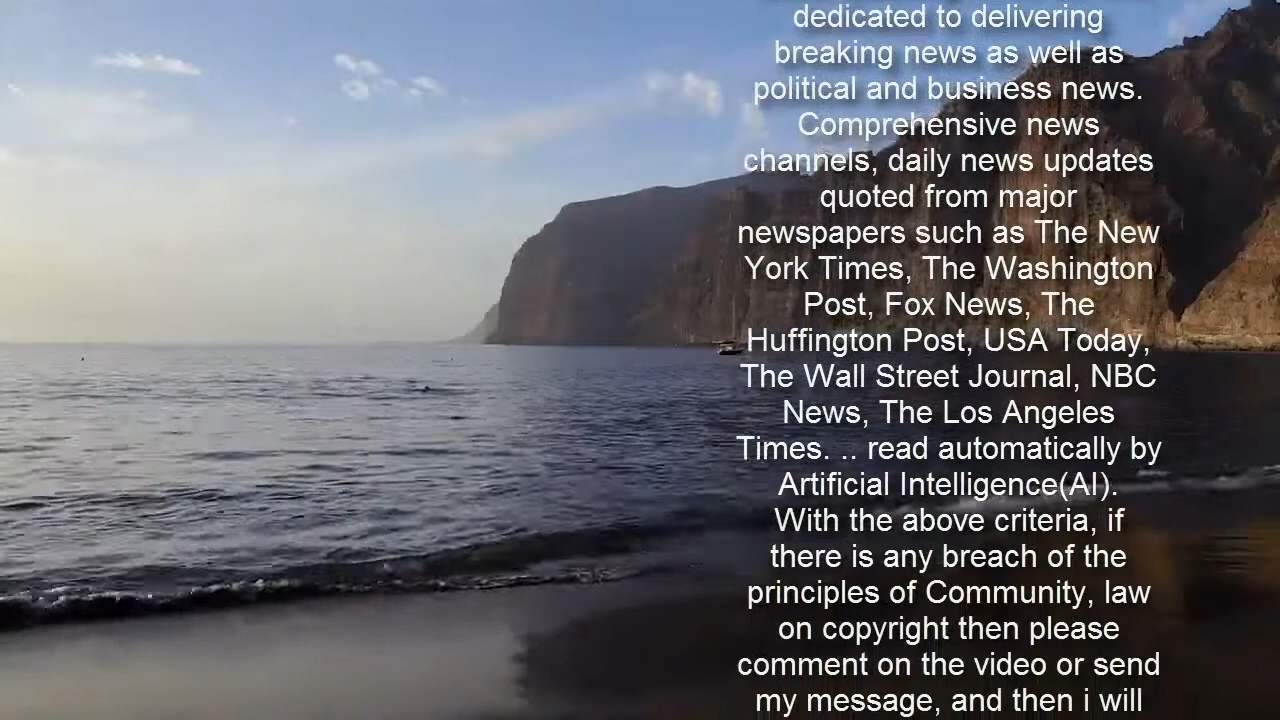 dedicated to delivering
breaking news as well as
political and business news.
Comprehensive news
channels, daily news updates
quoted from major
newspapers such as The New
York Times, The Washington
Post, Fox News, The
Huffington Post, USA Today,
The Wall Street Journal, NBC
News, The Los Angeles
Times. .. read automatically by
Artificial Intelligence(AI).
With the above criteria, if
there is any breach of the
principles of Community, law
on copyright then please
comment on the video or send
my message, and then i will